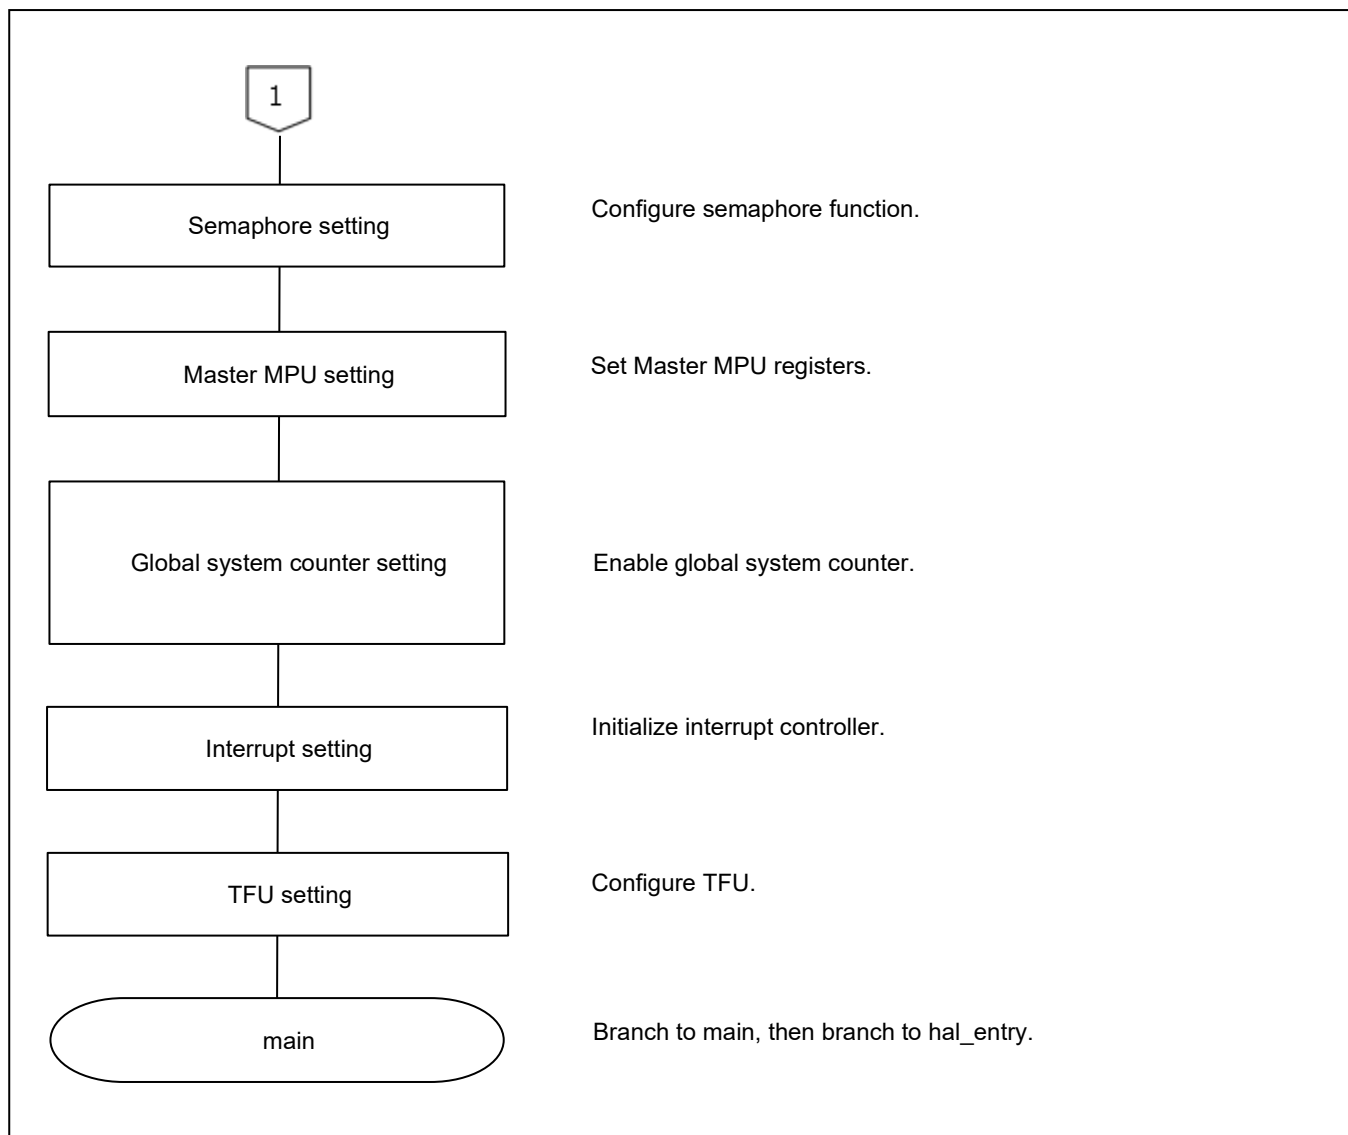 1
Semaphore setting
Configure semaphore function.
Master MPU setting
Set Master MPU registers.
Global system counter setting
Enable global system counter.
Interrupt setting
Initialize interrupt controller.
TFU setting
Configure TFU.
main
Branch to main, then branch to hal_entry.